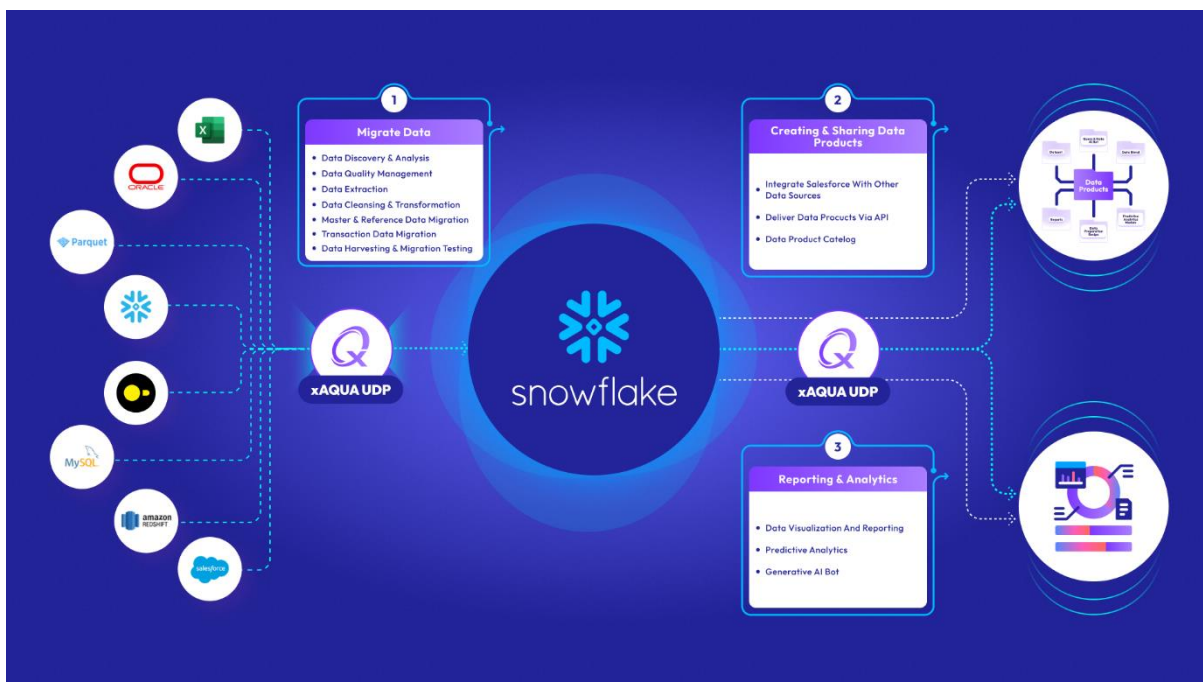 X
ORACLE
Parquet
MySQL
amazon
REDSHIFT
salesforce
1
Migrate Data
• Data Discovery & Analysis
• Data Quality Management
• Data Extraction
• Data Cleansing & Transformation
• Master & Reference Data Migration
• Transaction Data Migration
• Data Harvesting & Migration Testing
xAQUA UDP
snowflake
2
Creating & Sharing Data
Products
• Integrate Salesforce With Other
Data Sources
• Deliver Data Procucts Via API
• Data Product Catelog
xAQUA UDP
3
Reporting & Analytics
• Data Visualization And Reporting
• Predictive Analytics
• Generative AI Bot
Data
Products